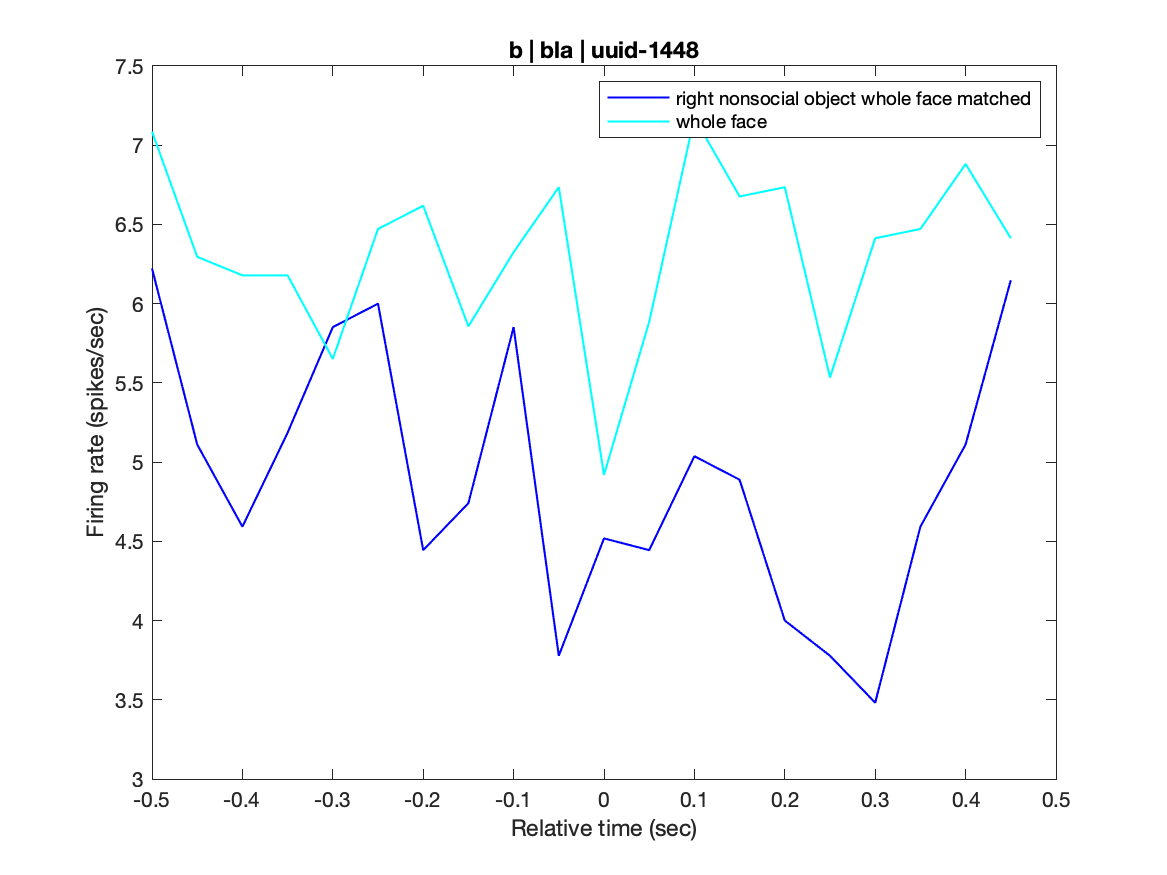 b | bla | uuid-1448
7.5
7
6.5
6
5.5
5
4.5
4
3.5
3
right nonsocial object whole face matched
whole face
Firing rate (spikes/sec)
-0.5 -0.4 -0.3 -0.2 -0.1 0 0.1 0.2 0.3 0.4 0.5
Relative time (sec)